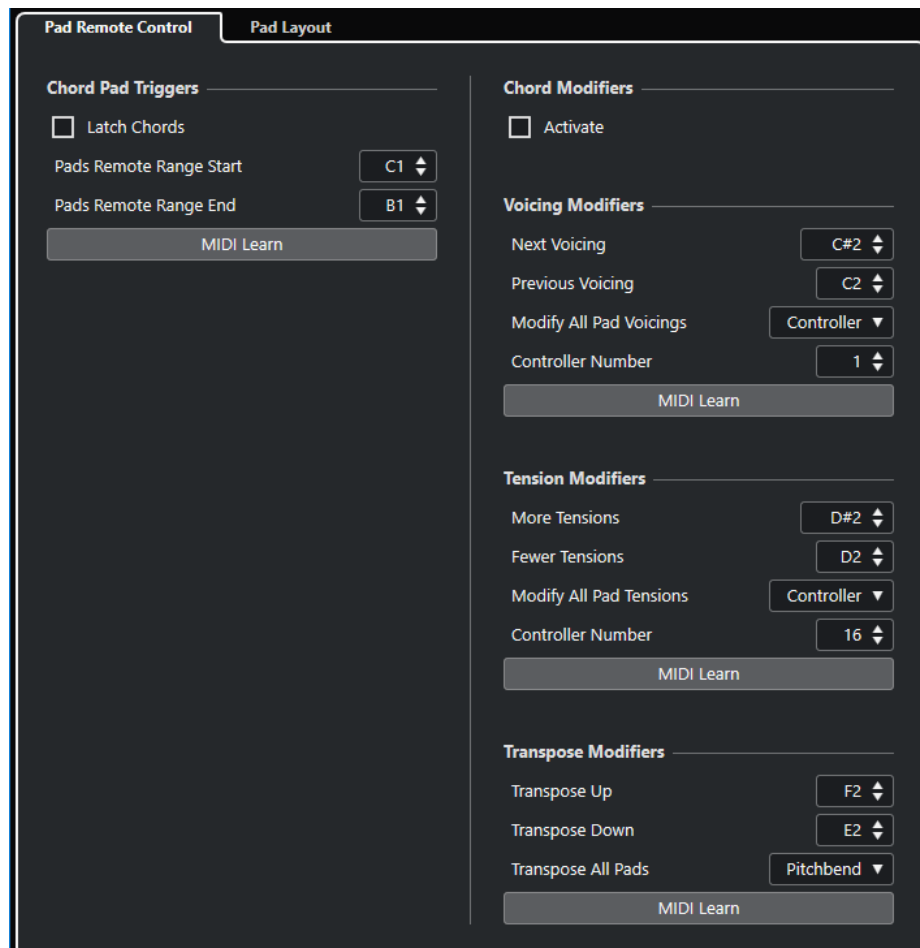 Pad Remote Control Pad Layout
Chord Pad Triggers
Latch Chords
Pads Remote Range Start C1
Pads Remote Range End B1
MIDI Learn
Chord Modifiers
Activate
Voicing Modifiers
Next Voicing C#2
Previous Voicing C2
Modify All Pad Voicings Controller
Controller Number 1
MIDI Learn
Tension Modifiers
More Tensions D#2
Fewer Tensions D2
Modify All Pad Tensions Controller
Controller Number 16
MIDI Learn
Transpose Modifiers
Transpose Up F2
Transpose Down E2
Transpose All Pads Pitchbend
MIDI Learn